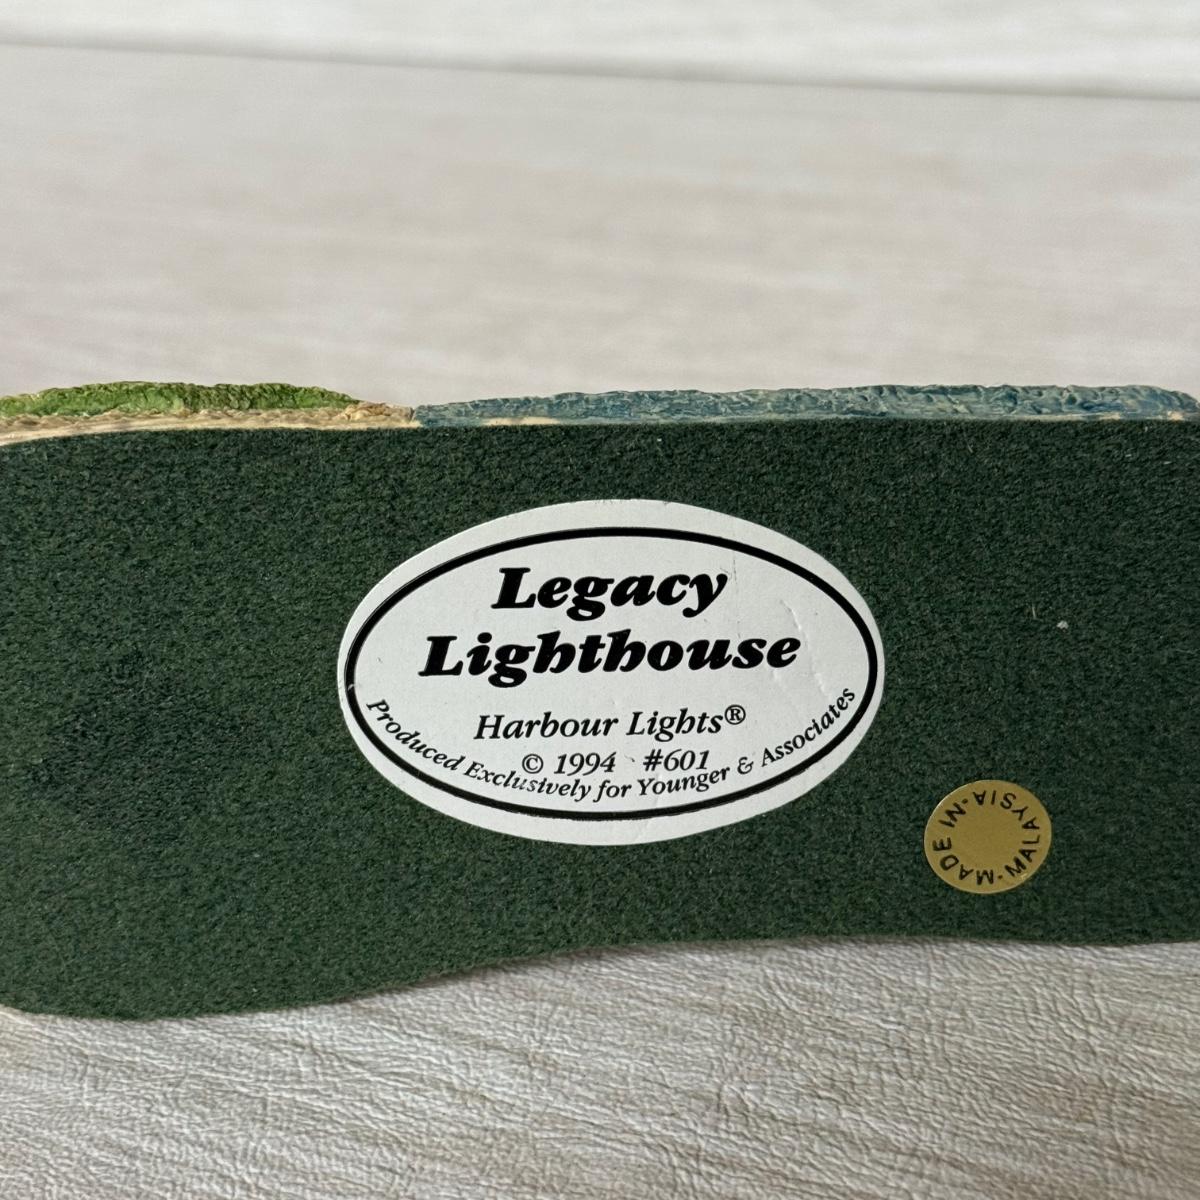 Legacy
Lighthouse
Harbour Lights®
© 1994 #601
Produced Exclusively for Younger & Associates
MADE IN·MALAYSIA·